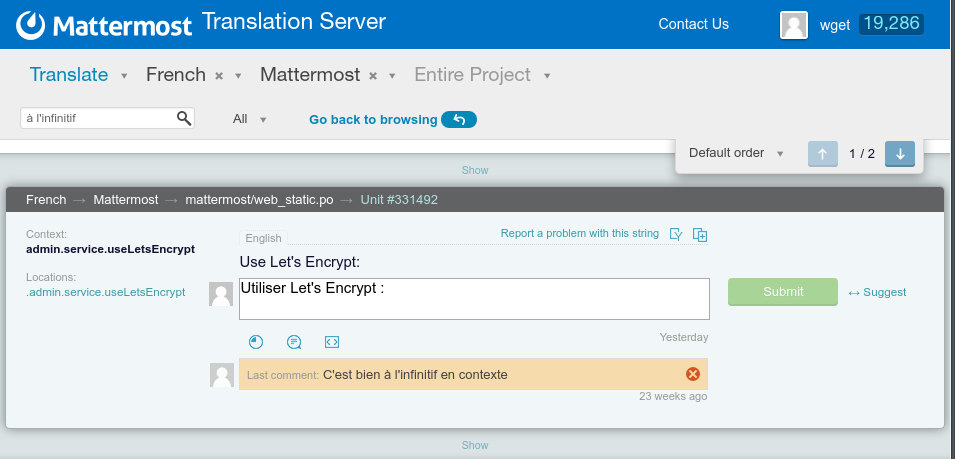 Mattermost Translation Server Contact Us wget 19,286
Translate French × Mattermost × Entire Project
à l'infinitif All Go back to browsing
Default order 1 / 2
Show
French → Mattermost → mattermost/web_static.po → Unit #331492
Context:
admin.service.useLetsEncrypt
Locations:
.admin.service.useLetsEncrypt
English Report a problem with this string
Use Let's Encrypt:
Utiliser Let's Encrypt :
Submit ↔ Suggest
Yesterday
Last comment: C'est bien à l'infinitif en contexte
23 weeks ago
Show